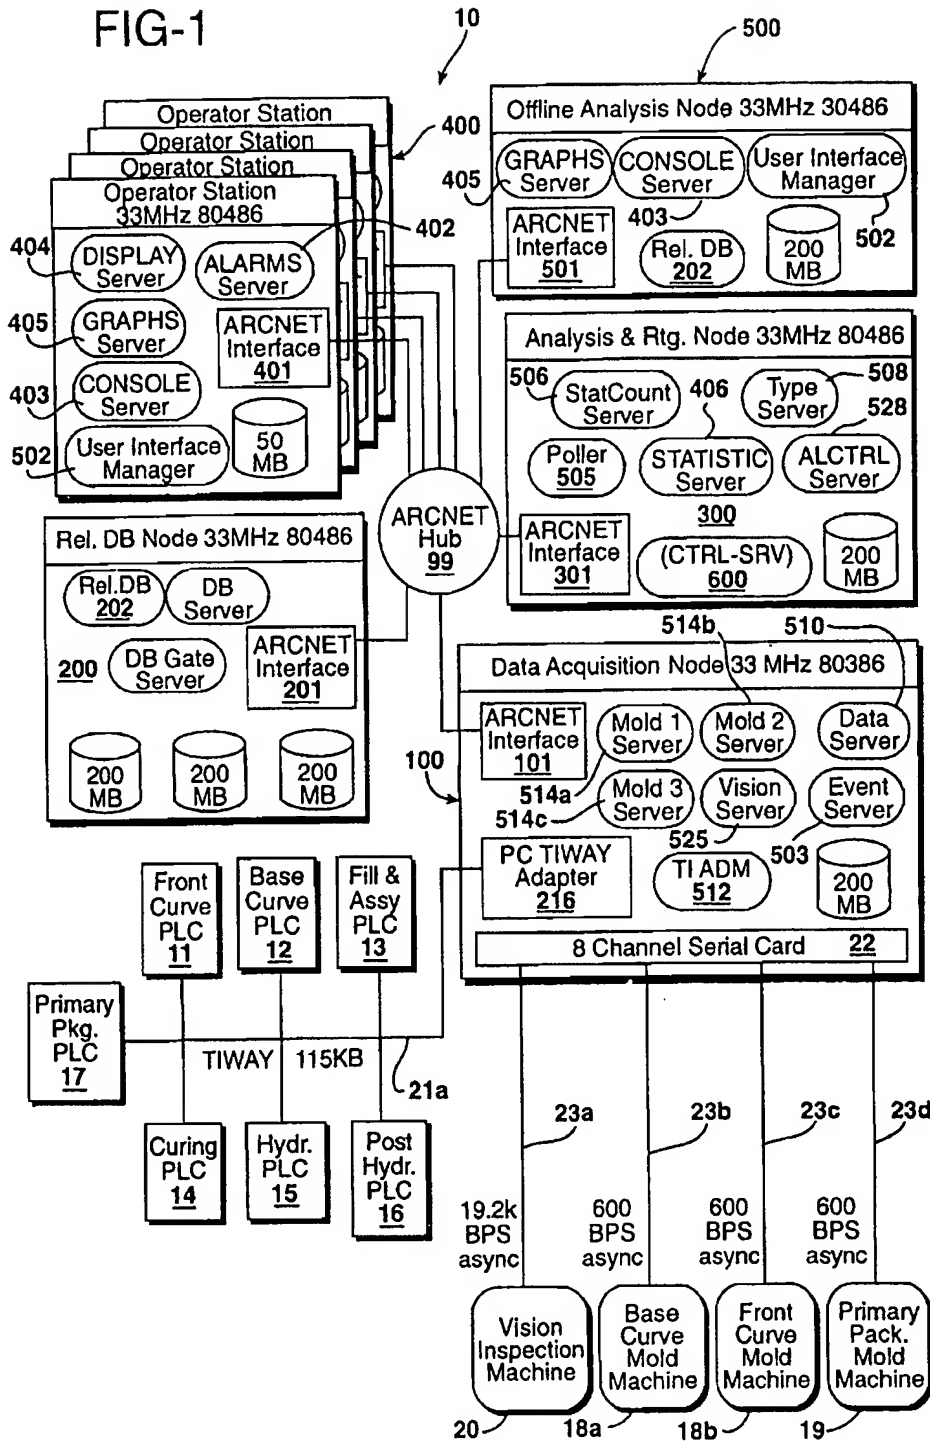 FIG-1
10
500
Operator Station
Operator Station
Operator Station
Operator Station
33MHz 80486
400
404
DISPLAY
Server
ALARMS
Server
402
405
GRAPHS
Server
ARCNET
Interface
401
403
CONSOLE
Server
502
User Interface
Manager
50
MB
Offline Analysis Node 33MHz 30486
405
GRAPHS
Server
CONSOLE
Server
403
User Interface
Manager
502
ARCNET
Interface
501
Rel. DB
202
200
MB
Analysis & Rtg. Node 33MHz 80486
506
StatCount
Server
406
Type
Server
508
528
Poller
505
STATISTIC
Server
ALCTRL
Server
300
ARCNET
Interface
301
(CTRL-SRV)
600
200
MB
ARCNET
Hub
99
Rel. DB Node 33MHz 80486
Rel.DB
202
DB
Server
200
DB Gate
Server
ARCNET
Interface
201
200
MB
200
MB
200
MB
514b
510
Data Acquisition Node 33 MHz 80386
100
ARCNET
Interface
101
Mold 1
Server
Mold 2
Server
Data
Server
514a
514c
Mold 3
Server
Vision
Server
Event
Server
525
503
PC TIWAY
Adapter
216
TI ADM
512
200
MB
8 Channel Serial Card 22
Front
Curve
PLC
11
Base
Curve
PLC
12
Fill &
Assy
PLC
13
Primary
Pkg.
PLC
17
TIWAY 115KB
21a
Curing
PLC
14
Hydr.
PLC
15
Post
Hydr.
PLC
16
23a
23b
23c
23d
19.2k
BPS
async
600
BPS
async
600
BPS
async
600
BPS
async
Vision
Inspection
Machine
Base
Curve
Mold
Machine
Front
Curve
Mold
Machine
Primary
Pack.
Mold
Machine
20
18a
18b
19